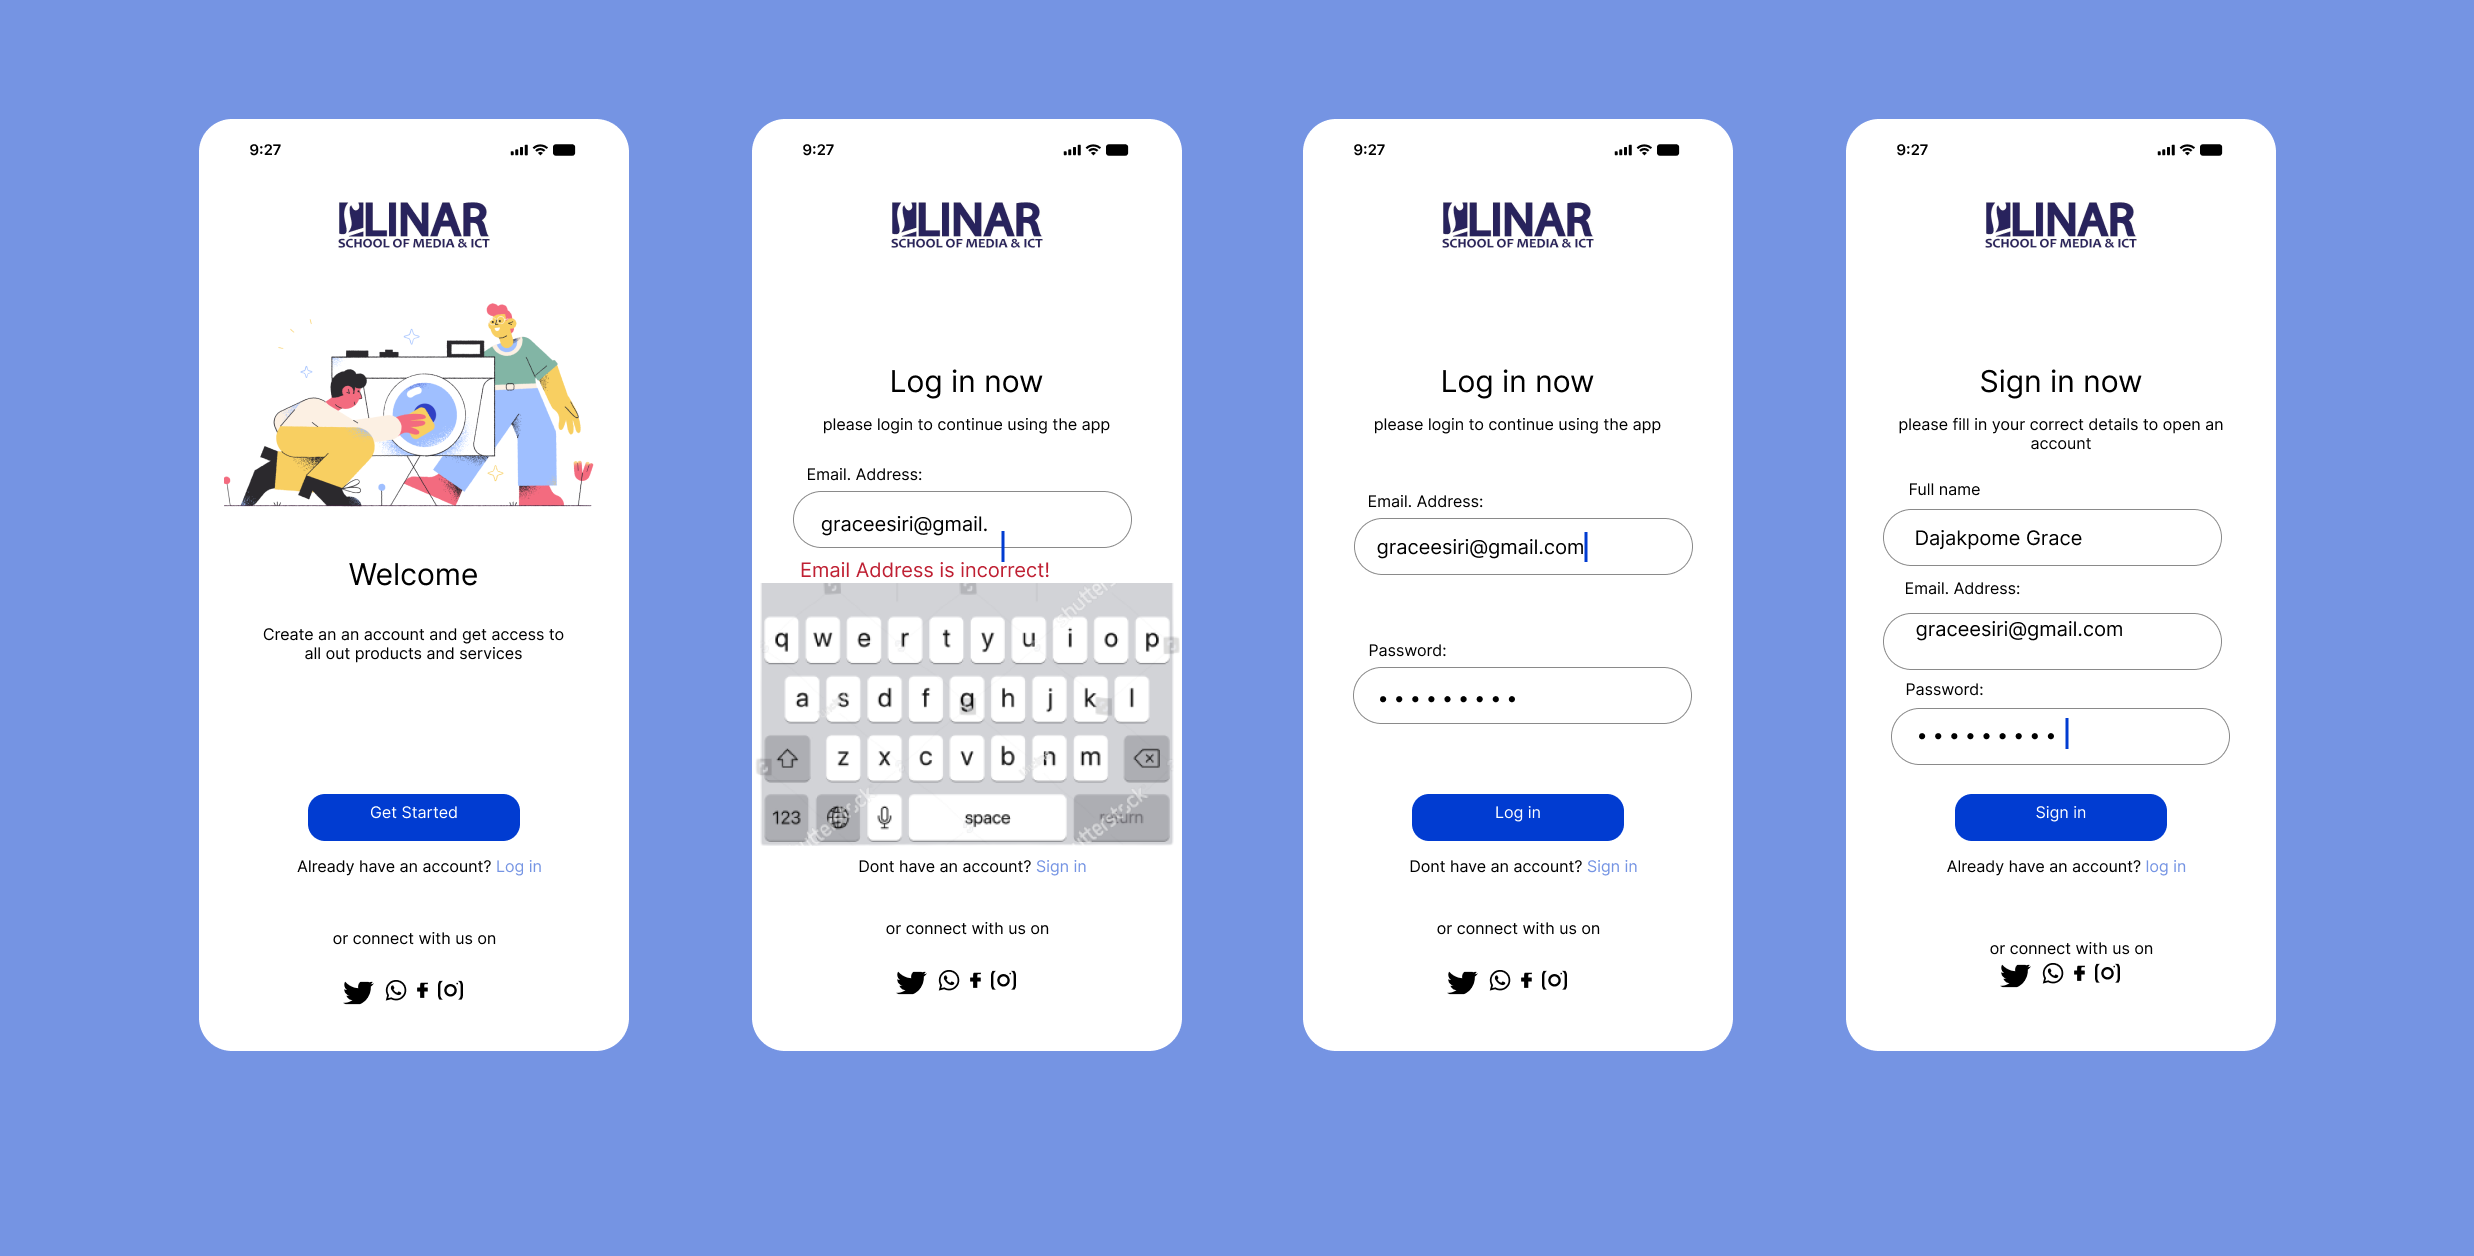 9:27
LINAR
SCHOOL OF MEDIA & ICT
Welcome
Create an an account and get access to
all out products and services
Get Started
Already have an account? Log in
or connect with us on
9:27
LINAR
SCHOOL OF MEDIA & ICT
Log in now
please login to continue using the app
Email. Address:
graceesiri@gmail.
Email Address is incorrect!
shutters
q w e r t y u i o p
a s d f g h j k l
z x c v b n m
123 space return
shutterstock
Dont have an account? Sign in
or connect with us on
9:27
LINAR
SCHOOL OF MEDIA & ICT
Log in now
please login to continue using the app
Email. Address:
graceesiri@gmail.com
Password:
Log in
Dont have an account? Sign in
or connect with us on
9:27
LINAR
SCHOOL OF MEDIA & ICT
Sign in now
please fill in your correct details to open an
account
Full name
Dajakpome Grace
Email. Address:
graceesiri@gmail.com
Password:
Sign in
Already have an account? log in
or connect with us on